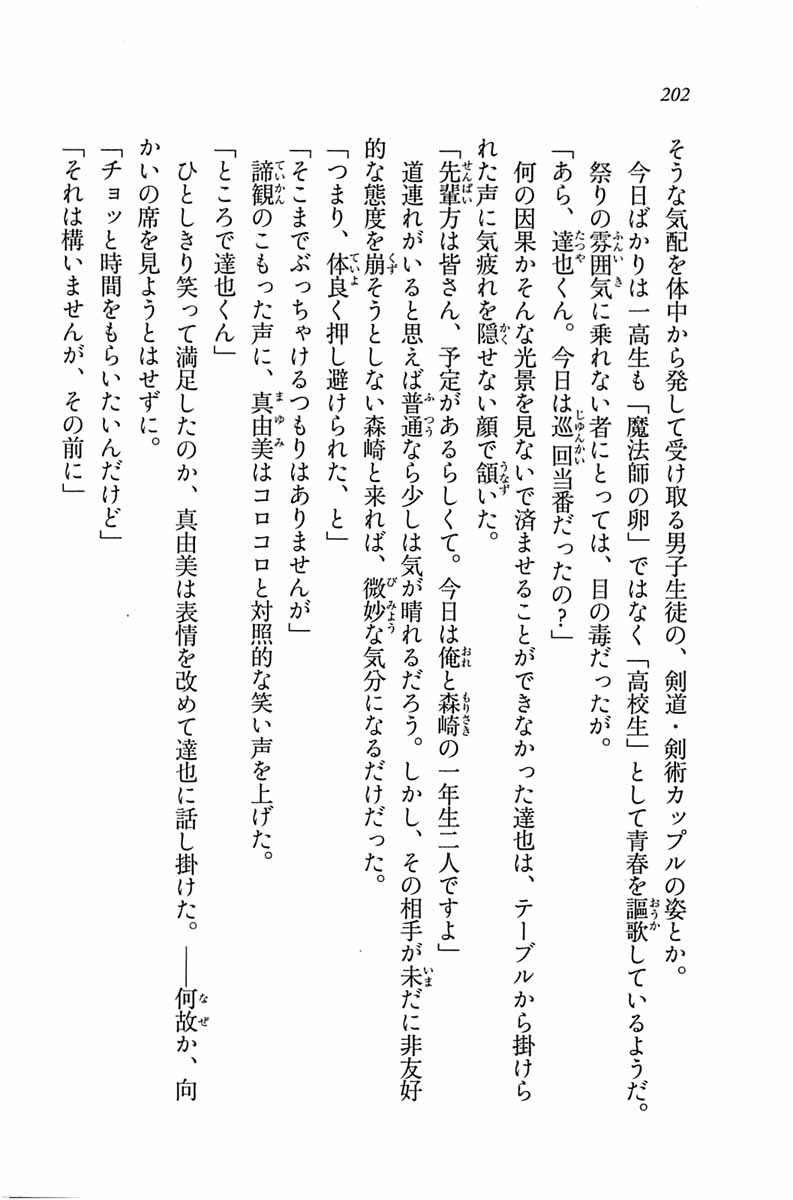 202
そうな気配を体中から発して受け取る男子生徒の、剣道・剣術カップルの姿とか。
今日ばかりは一高生も「魔法師の卵」ではなく「高校生」として青春を謳歌しているようだ。
祭りの雰囲気に乗れない者にとっては、目の毒だったが。
「あら、達也くん。今日は巡回当番だったの？」
何の因果かそんな光景を見ないで済ませることができなかった達也は、テーブルから掛けら
れた声に気疲れを隠せない顔で頷いた。
「先輩方は皆さん、予定があるらしくて。今日は俺と森崎の一年生二人ですよ」
道連れがいると思えば普通なら少しは気が晴れるだろう。しかし、その相手が未だに非友好
的な態度を崩そうとしない森崎と来れば、微妙な気分になるだけだった。
「つまり、体良く押し避けられた、と」
「そこまでぶっちゃけるつもりはありませんが」
諦観のこもった声に、真由美はコロコロと対照的な笑い声を上げた。
「ところで達也くん」
ひとしきり笑って満足したのか、真由美は表情を改めて達也に話し掛けた。――何故か、向
かいの席を見ようとはせずに。
「チョッと時間をもらいたいんだけど」
「それは構いませんが、その前に」